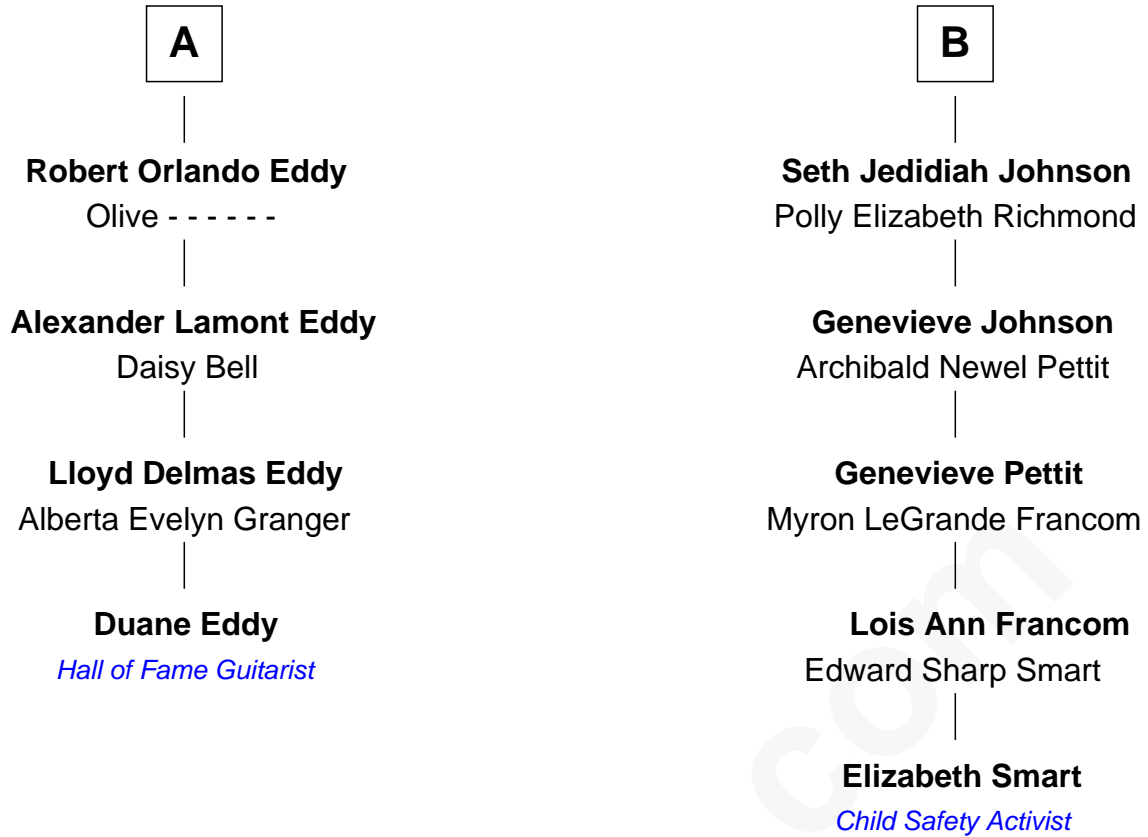 A
Robert Orlando Eddy
Olive - - - - - -
Alexander Lamont Eddy
Daisy Bell
Lloyd Delmas Eddy
Alberta Evelyn Granger
Duane Eddy
Hall of Fame Guitarist
B
Seth Jedidiah Johnson
Polly Elizabeth Richmond
Genevieve Johnson
Archibald Newel Pettit
Genevieve Pettit
Myron LeGrande Francom
Lois Ann Francom
Edward Sharp Smart
Elizabeth Smart
Child Safety Activist
com